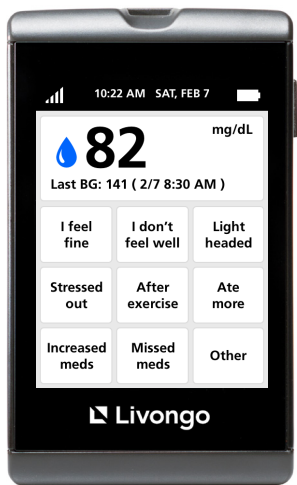 10:22 AM SAT, FEB 7
mg/dL
82
Last BG: 141 ( 2/7 8:30 AM )
I feel
fine
I don't
feel well
Light
headed
Stressed
out
After
exercise
Ate
more
Increased
meds
Missed
meds
Other
Livongo